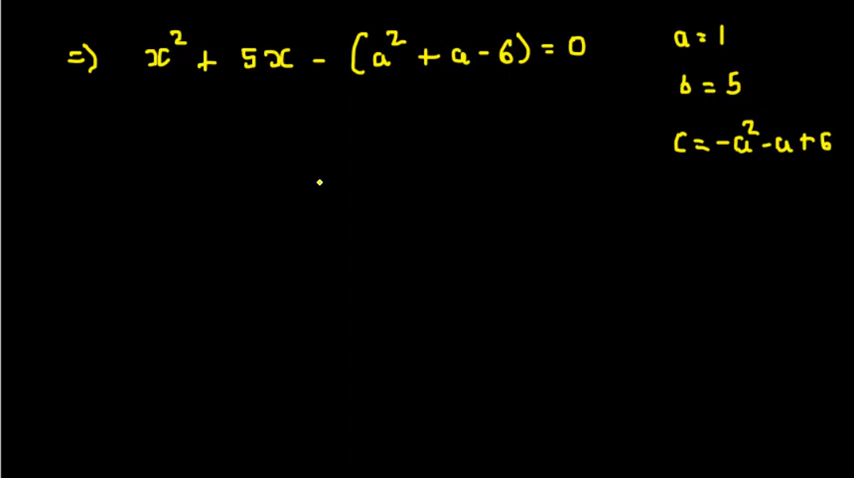 => x² + 5x - (a² + a - 6) = 0
a = 1
b = 5
c = -a² - a + 6